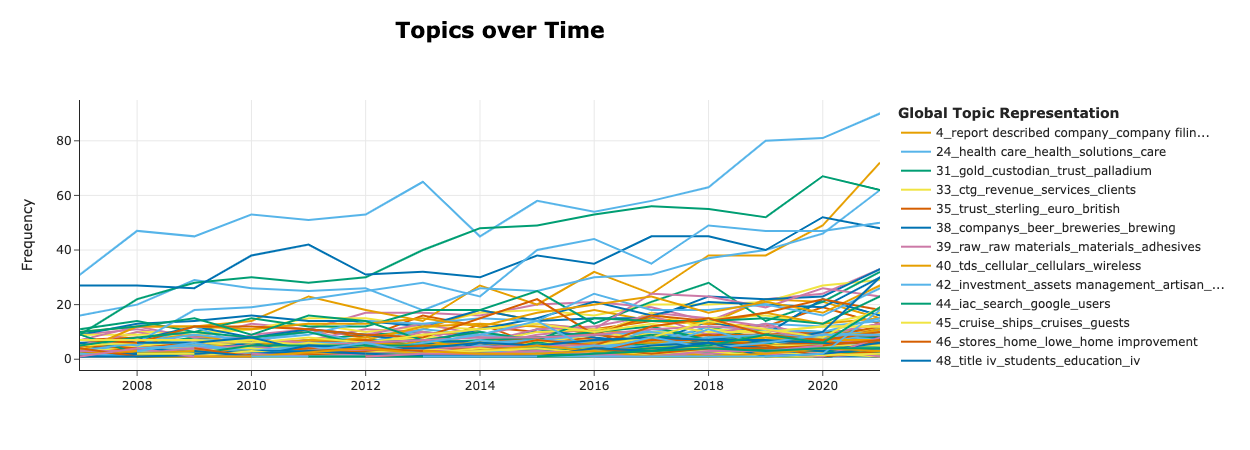 Topics over Time
Global Topic Representation
4_report described company_company filin...
24_health care_health_solutions_care
31_gold_custodian_trust_palladium
33_ctg_revenue_services_clients
35_trust_sterling_euro_british
38_companys_beer_breweries_brewing
39_raw_raw materials_materials_adhesives
40_tds_cellular_cellulars_wireless
42_investment_assets management_artisan_...
44_iac_search_google_users
45_cruise_ships_cruises_guests
46_stores_home_lowe_home improvement
48_title iv_students_education_iv
Frequency
80
60
40
20
0
2008 2010 2012 2014 2016 2018 2020